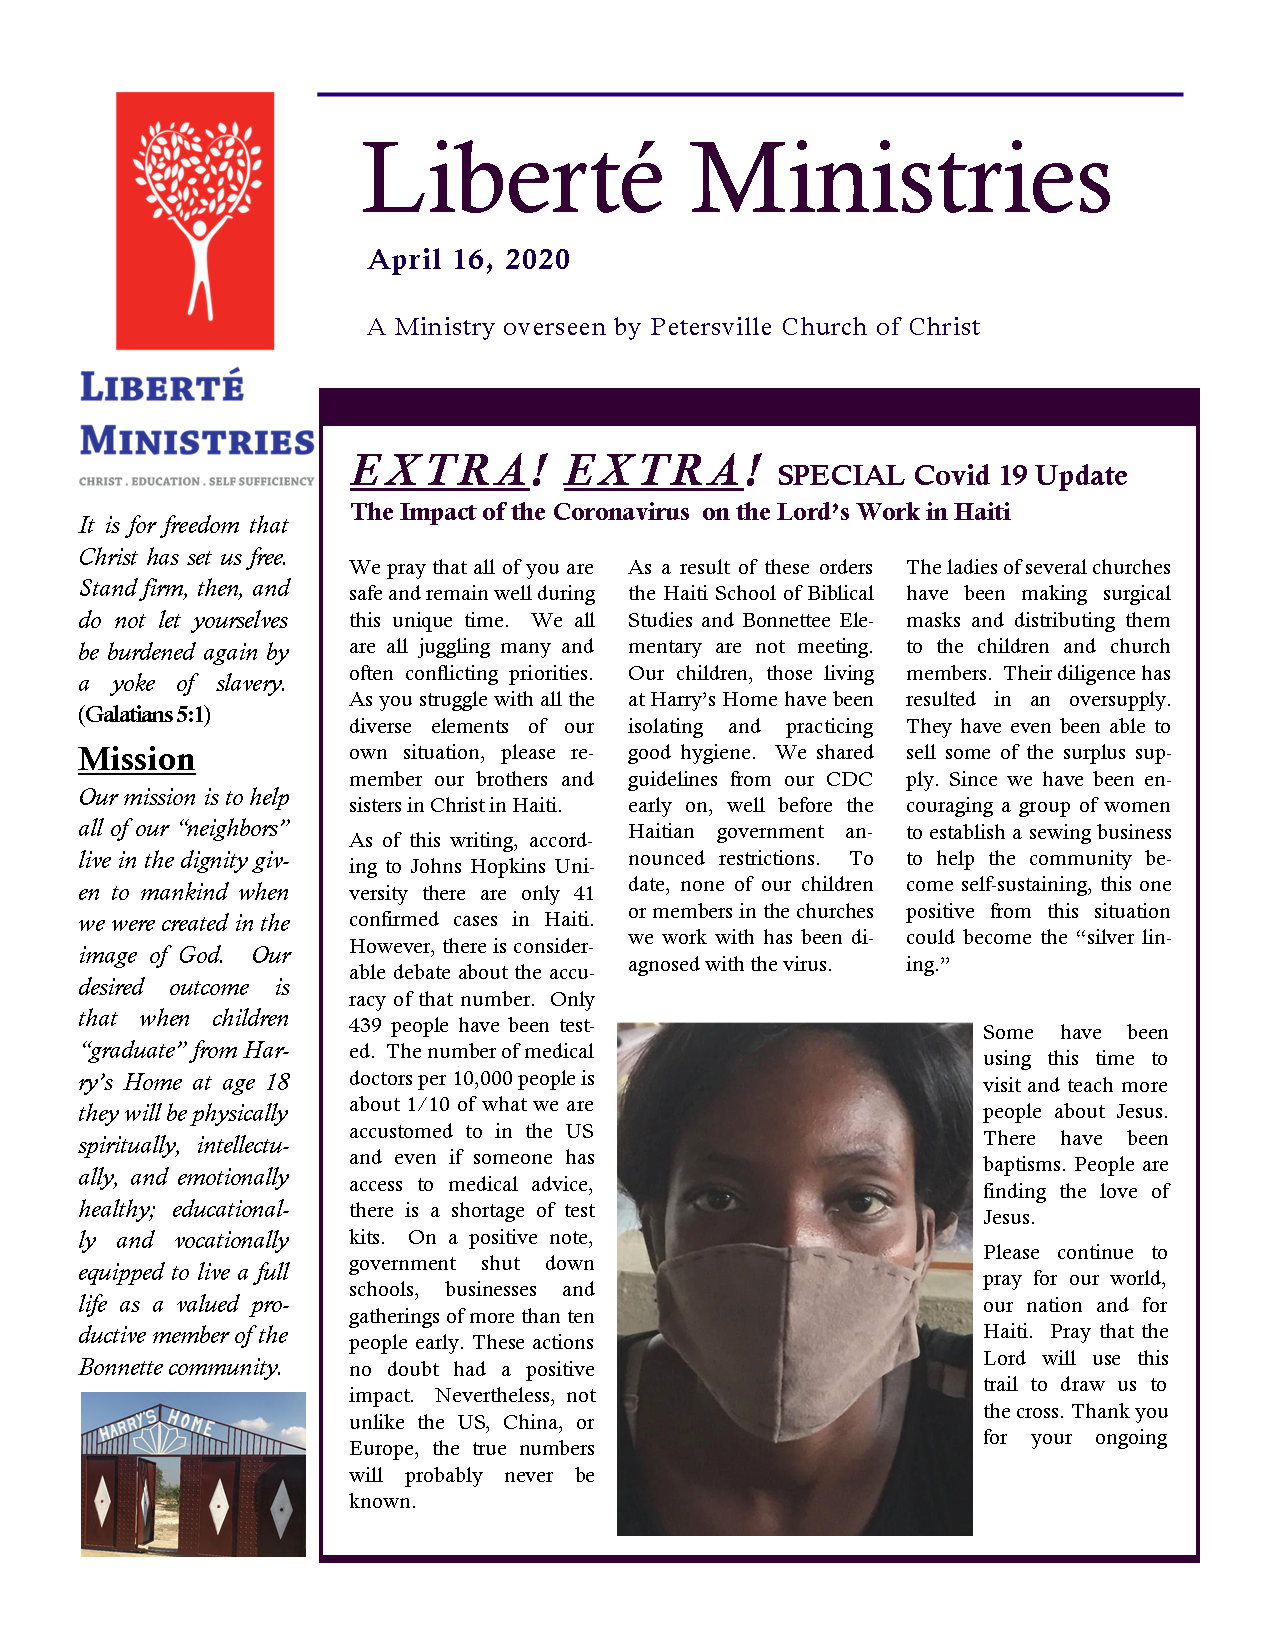 Liberté Ministries
April 16, 2020
A Ministry overseen by Petersville Church of Christ
LIBERTÉ
MINISTRIES
CHRIST . EDUCATION . SELF SUFFICIENCY
It is for freedom that
Christ has set us free.
Stand firm, then, and
do not let yourselves
be burdened again by
a yoke of slavery.
(Galatians 5:1)
Mission
Our mission is to help
all of our “neighbors”
live in the dignity giv-
en to mankind when
we were created in the
image of God. Our
desired outcome is
that when children
“graduate” from Har-
ry’s Home at age 18
they will be physically
spiritually, intellectu-
ally, and emotionally
healthy; educational-
ly and vocationally
equipped to live a full
life as a valued pro-
ductive member of the
Bonnette community.
HARRY'S HOME
EXTRA! EXTRA! SPECIAL Covid 19 Update
The Impact of the Coronavirus on the Lord’s Work in Haiti
We pray that all of you are
safe and remain well during
this unique time. We all
are all juggling many and
often conflicting priorities.
As you struggle with all the
diverse elements of our
own situation, please re-
member our brothers and
sisters in Christ in Haiti.
As of this writing, accord-
ing to Johns Hopkins Uni-
versity there are only 41
confirmed cases in Haiti.
However, there is consider-
able debate about the accu-
racy of that number. Only
439 people have been test-
ed. The number of medical
doctors per 10,000 people is
about 1/10 of what we are
accustomed to in the US
and even if someone has
access to medical advice,
there is a shortage of test
kits. On a positive note,
government shut down
schools, businesses and
gatherings of more than ten
people early. These actions
no doubt had a positive
impact. Nevertheless, not
unlike the US, China, or
Europe, the true numbers
will probably never be
known.
As a result of these orders
the Haiti School of Biblical
Studies and Bonnettee Ele-
mentary are not meeting.
Our children, those living
at Harry’s Home have been
isolating and practicing
good hygiene. We shared
guidelines from our CDC
early on, well before the
Haitian government an-
nounced restrictions. To
date, none of our children
or members in the churches
we work with has been di-
agnosed with the virus.
The ladies of several churches
have been making surgical
masks and distributing them
to the children and church
members. Their diligence has
resulted in an oversupply.
They have even been able to
sell some of the surplus sup-
ply. Since we have been en-
couraging a group of women
to establish a sewing business
to help the community be-
come self-sustaining, this one
positive from this situation
could become the “silver lin-
ing.”
Some have been
using this time to
visit and teach more
people about Jesus.
There have been
baptisms. People are
finding the love of
Jesus.
Please continue to
pray for our world,
our nation and for
Haiti. Pray that the
Lord will use this
trail to draw us to
the cross. Thank you
for your ongoing